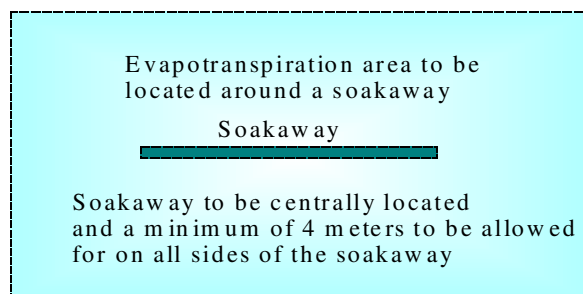 Evapotranspiration area to be
located around a soakaway
Soakaway
Soakaway to be centrally located
and a minimum of 4 meters to be allowed
for on all sides of the soakaway